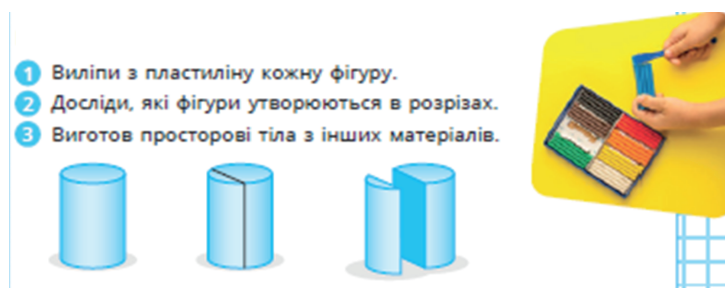 1 Виліпи з пластиліну кожну фігуру.
2 Досліди, які фігури утворюються в розрізах.
3 Виготов просторові тіла з інших матеріалів.